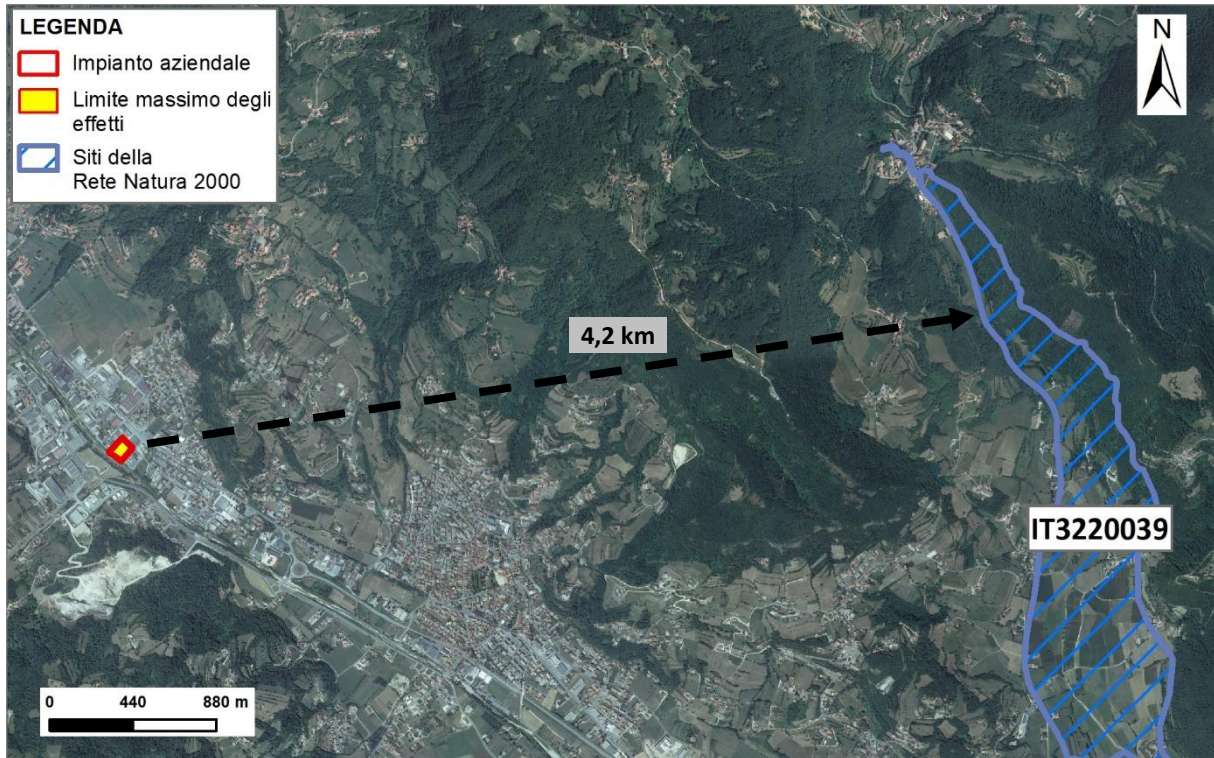 LEGENDA
Impianto aziendale
Limite massimo degli
effetti
Siti della
Rete Natura 2000
N
4,2 km
IT3220039
0 440 880 m